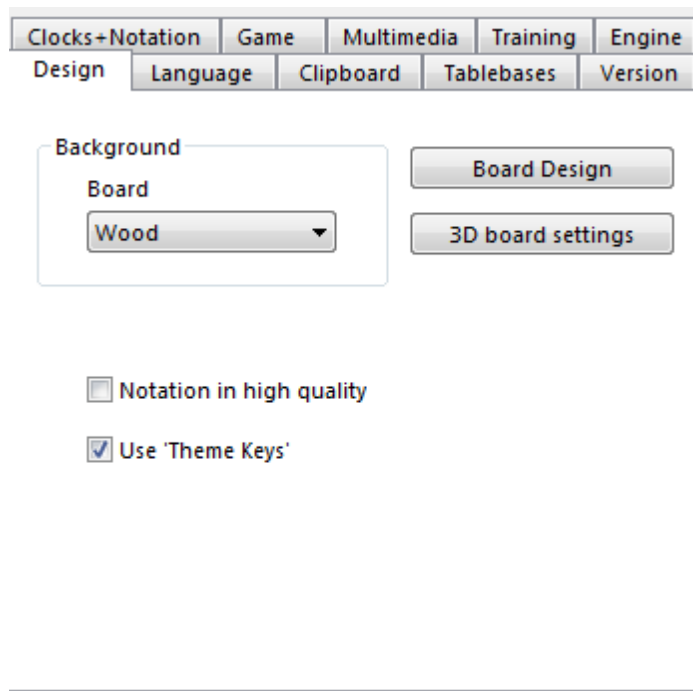 Clocks+Notation Game Multimedia Training Engine
Design Language Clipboard Tablebases Version
Background
Board
Wood
Board Design
3D board settings
Notation in high quality
Use 'Theme Keys'